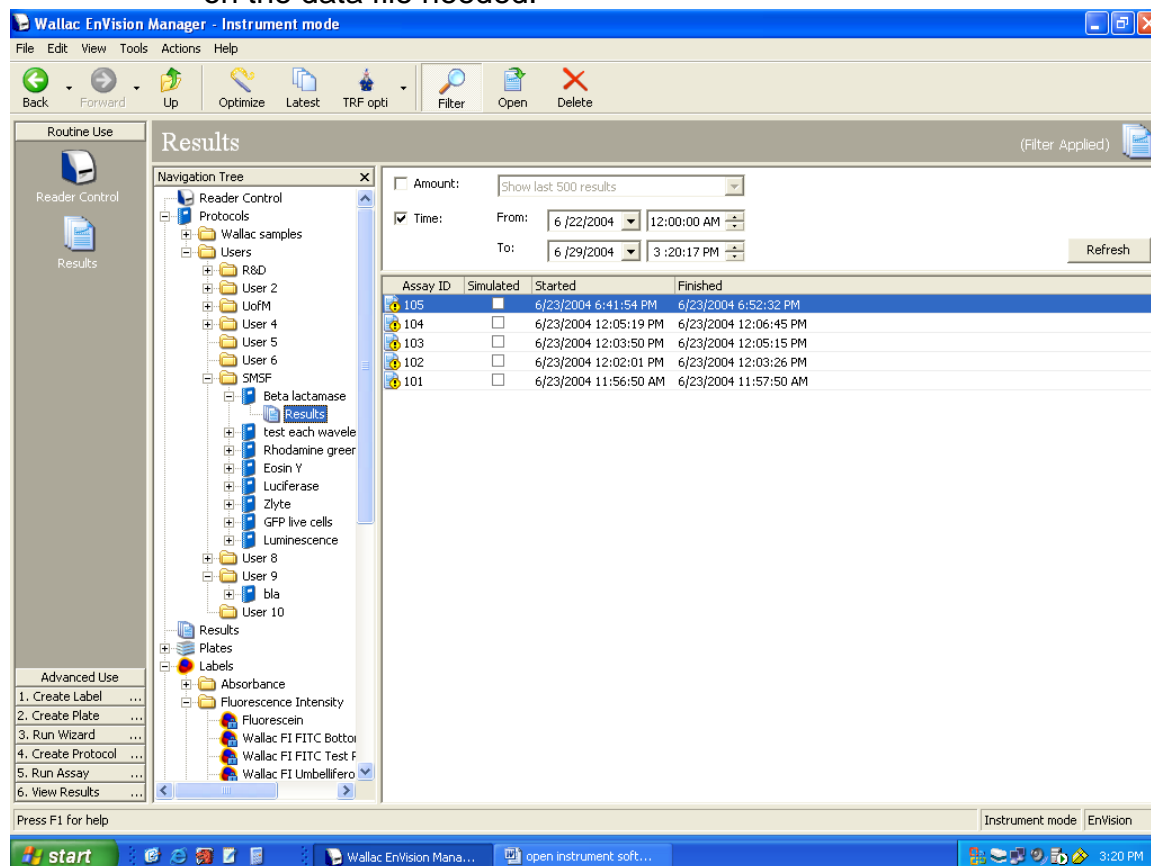 on the data file needed.
Wallac EnVision Manager - Instrument mode
File Edit View Tools Actions Help
Back Forward Up Optimize Latest TRF opti Filter Open Delete
Routine Use
Reader Control
Results
Results (Filter Applied)
Navigation Tree
Reader Control
Protocols
Wallac samples
Users
R&D
User 2
UofM
User 4
User 5
User 6
SMSF
Beta lactamase
Results
test each wavele
Rhodamine greer
Eosin Y
Luciferase
Zlyte
GFP live cells
Luminescence
User 8
User 9
bla
User 10
Results
Plates
Labels
Absorbance
Fluorescence Intensity
Fluorescein
Wallac FI FITC Bottor
Wallac FI FITC Test F
Wallac FI Umbellifero
Amount: Show last 500 results
Time: From: 6 /22/2004 12:00:00 AM
To: 6 /29/2004 3 :20:17 PM
Refresh
Assay ID Simulated Started Finished
105 6/23/2004 6:41:54 PM 6/23/2004 6:52:32 PM
104 6/23/2004 12:05:19 PM 6/23/2004 12:06:45 PM
103 6/23/2004 12:03:50 PM 6/23/2004 12:05:15 PM
102 6/23/2004 12:02:01 PM 6/23/2004 12:03:26 PM
101 6/23/2004 11:56:50 AM 6/23/2004 11:57:50 AM
Advanced Use
1. Create Label ...
2. Create Plate ...
3. Run Wizard ...
4. Create Protocol ...
5. Run Assay ...
6. View Results ...
Press F1 for help
Instrument mode EnVision
start Wallac EnVision Mana... open instrument soft... 3:20 PM